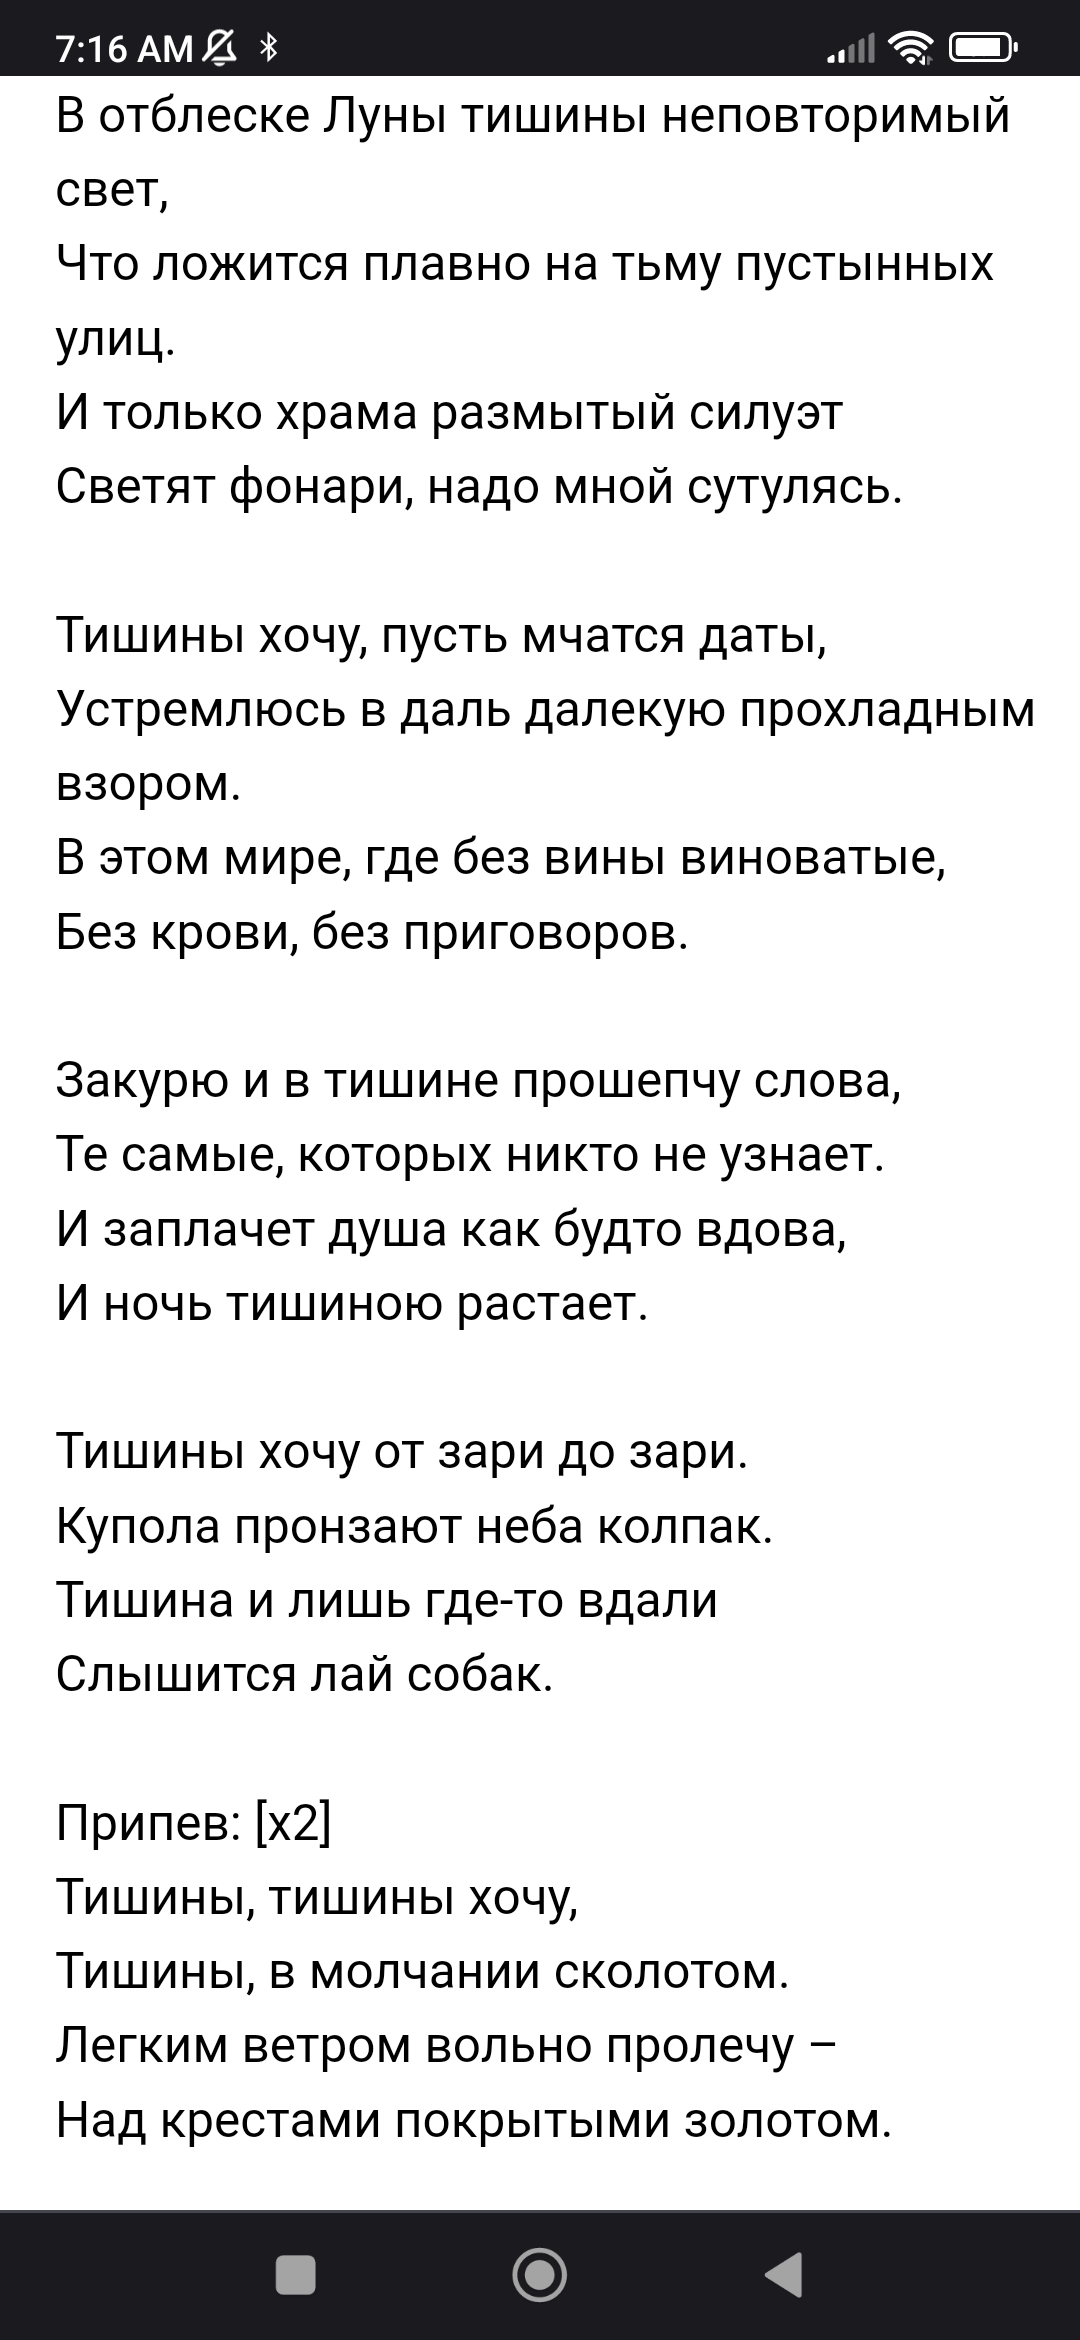 7:16 AM
В отблеске Луны тишины неповторимый
свет,
Что ложится плавно на тьму пустынных
улиц.
И только храма размытый силуэт
Светят фонари, надо мной сутулясь.
Тишины хочу, пусть мчатся даты,
Устремлюсь в даль далекую прохладным
взором.
В этом мире, где без вины виноватые,
Без крови, без приговоров.
Закурю и в тишине прошепчу слова,
Те самые, которых никто не узнает.
И заплачет душа как будто вдова,
И ночь тишиною растает.
Тишины хочу от зари до зари.
Купола пронзают неба колпак.
Тишина и лишь где-то вдали
Слышится лай собак.
Припев: [x2]
Тишины, тишины хочу,
Тишины, в молчании сколотом.
Легким ветром вольно пролечу –
Над крестами покрытыми золотом.